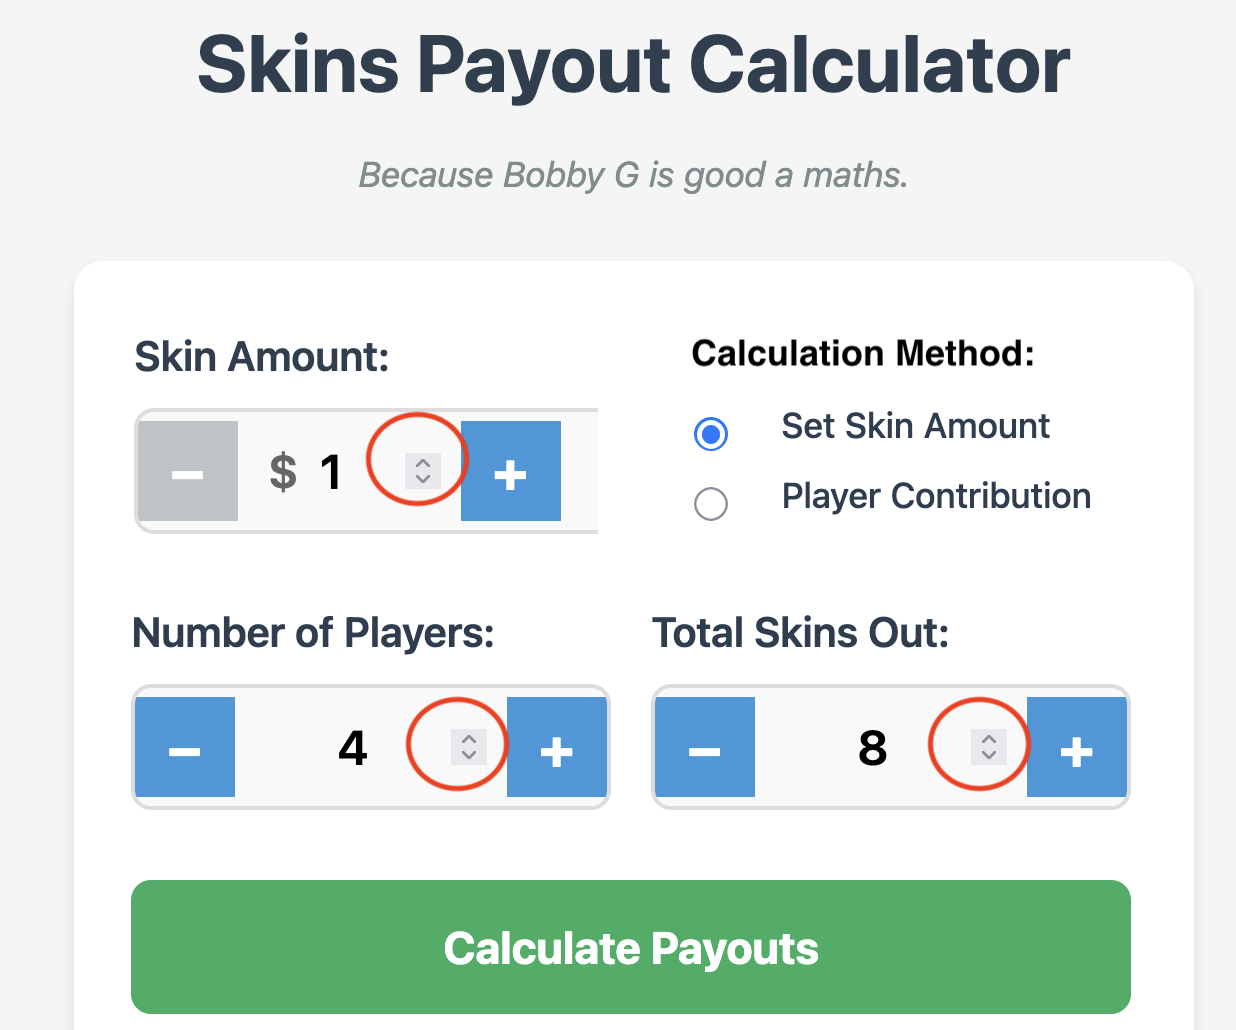 Skins Payout Calculator
Because Bobby G is good a maths.
Skin Amount:
− $ 1 +
Calculation Method:
Set Skin Amount
Player Contribution
Number of Players:
− 4 +
Total Skins Out:
− 8 +
Calculate Payouts